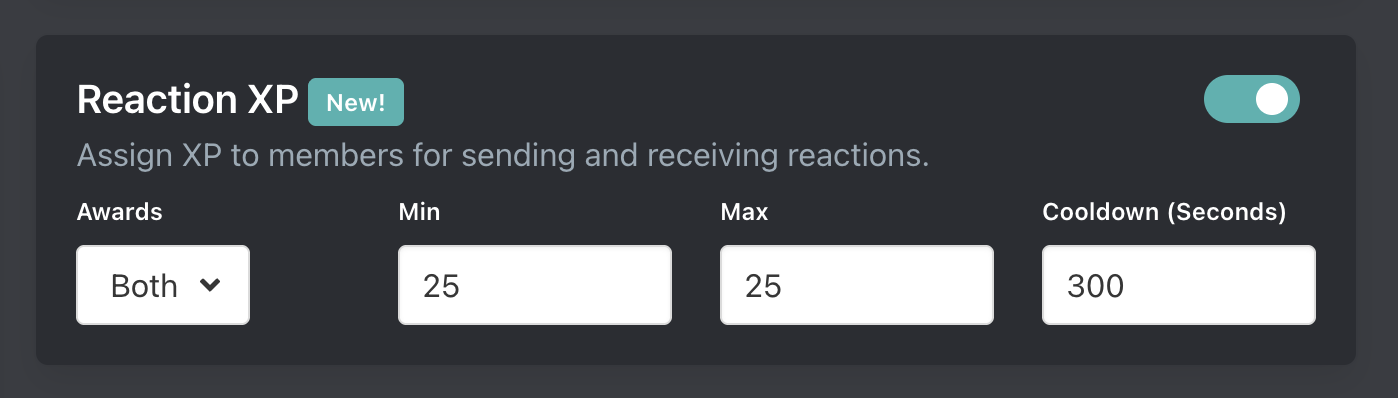 Reaction XP New!
Assign XP to members for sending and receiving reactions.
Awards Min Max Cooldown (Seconds)
Both 25 25 300